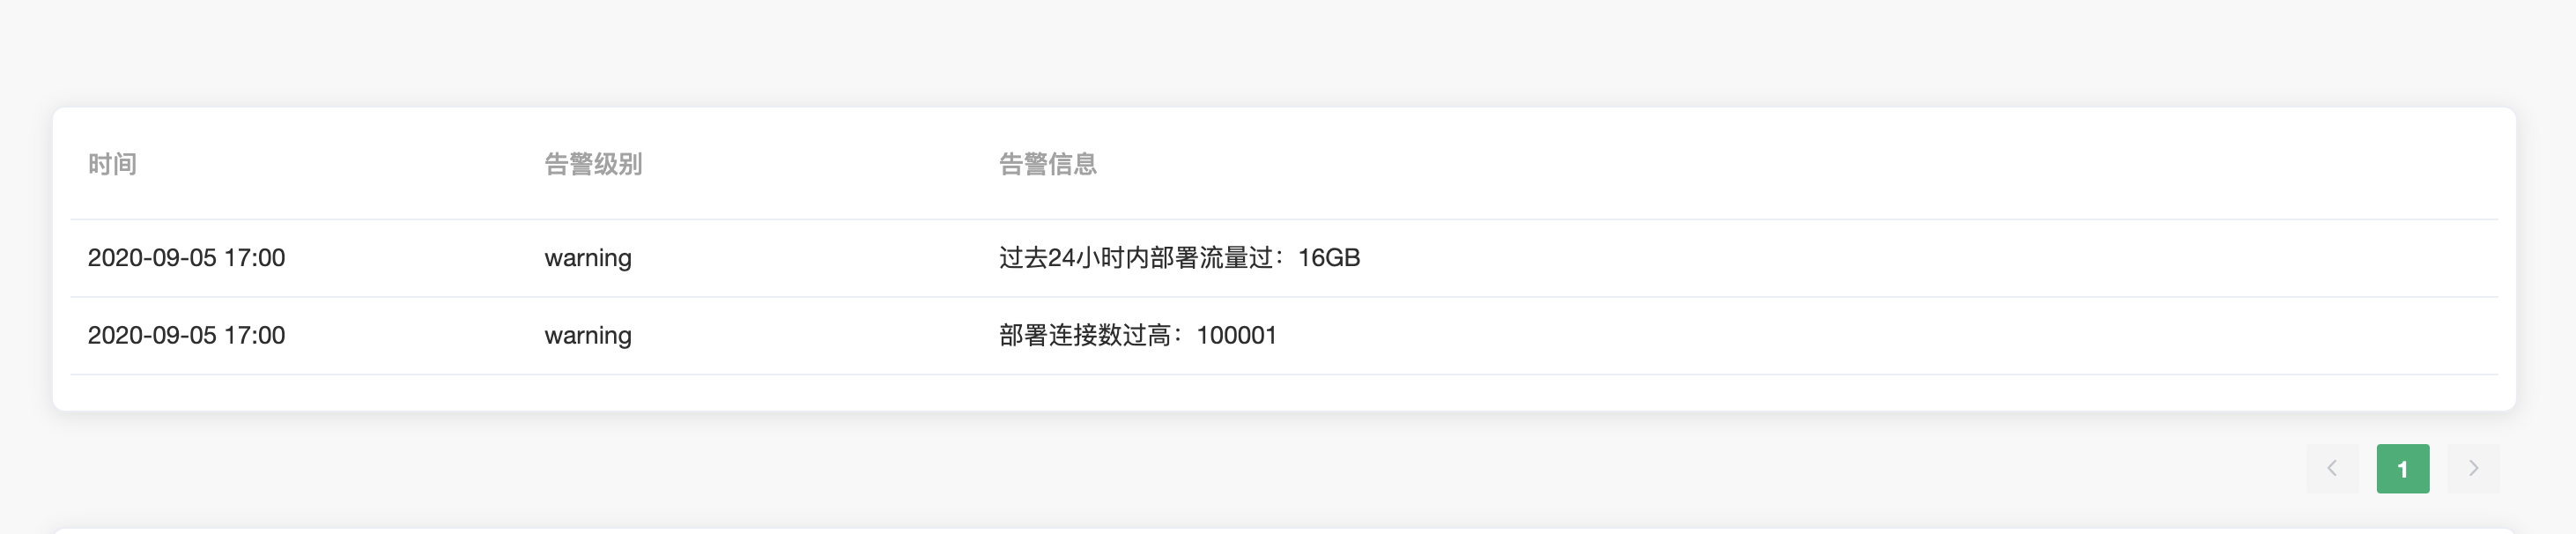 时间 告警级别 告警信息
2020-09-05 17:00 warning 过去24小时内部署流量过：16GB
2020-09-05 17:00 warning 部署连接数过高：100001
1